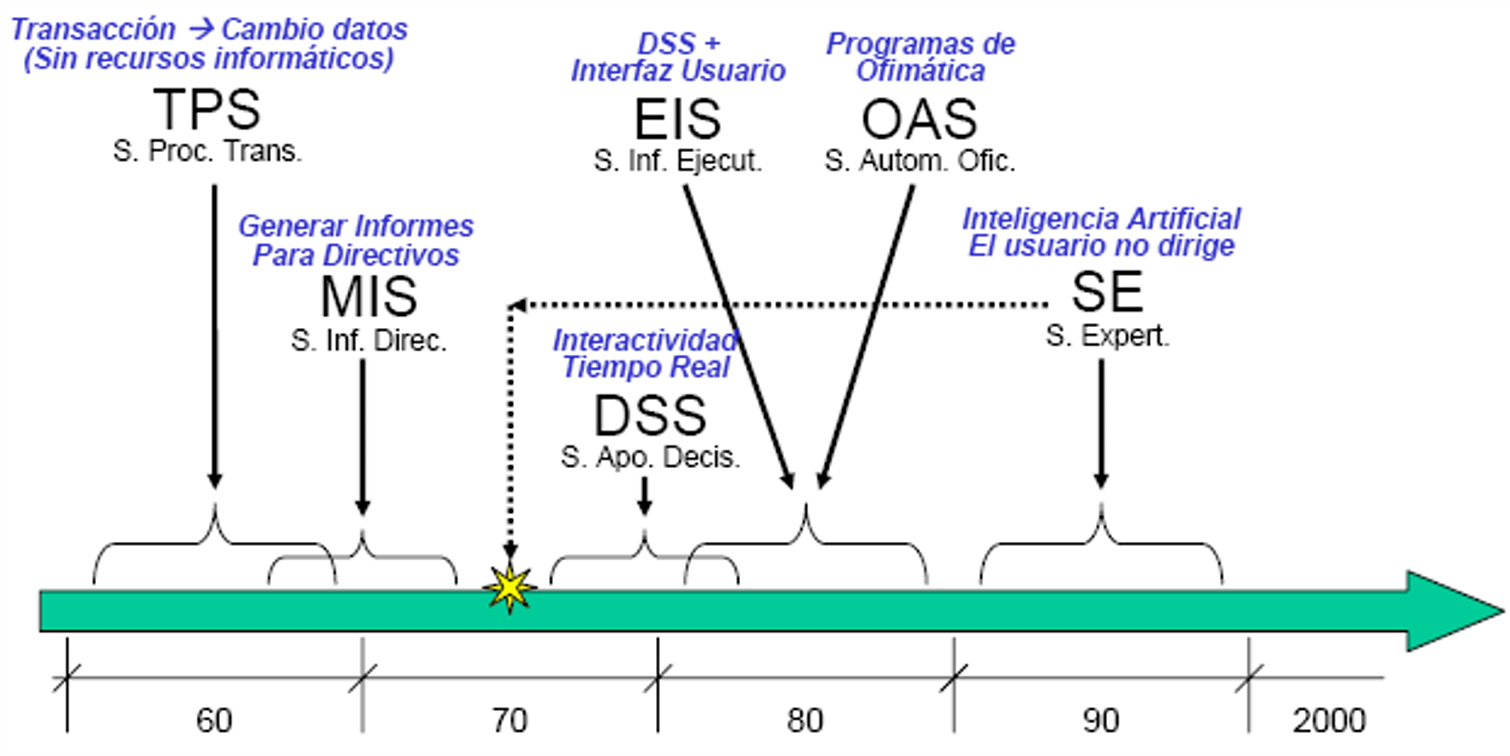 Transacción → Cambio datos
(Sin recursos informáticos)
TPS
S. Proc. Trans.
Generar Informes
Para Directivos
MIS
S. Inf. Direc.
DSS +
Interfaz Usuario
EIS
S. Inf. Ejecut.
Programas de
Ofimática
OAS
S. Autom. Ofic.
Inteligencia Artificial
El usuario no dirige
SE
S. Expert.
Interactividad
Tiempo Real
DSS
S. Apo. Decis.
60 70 80 90 2000